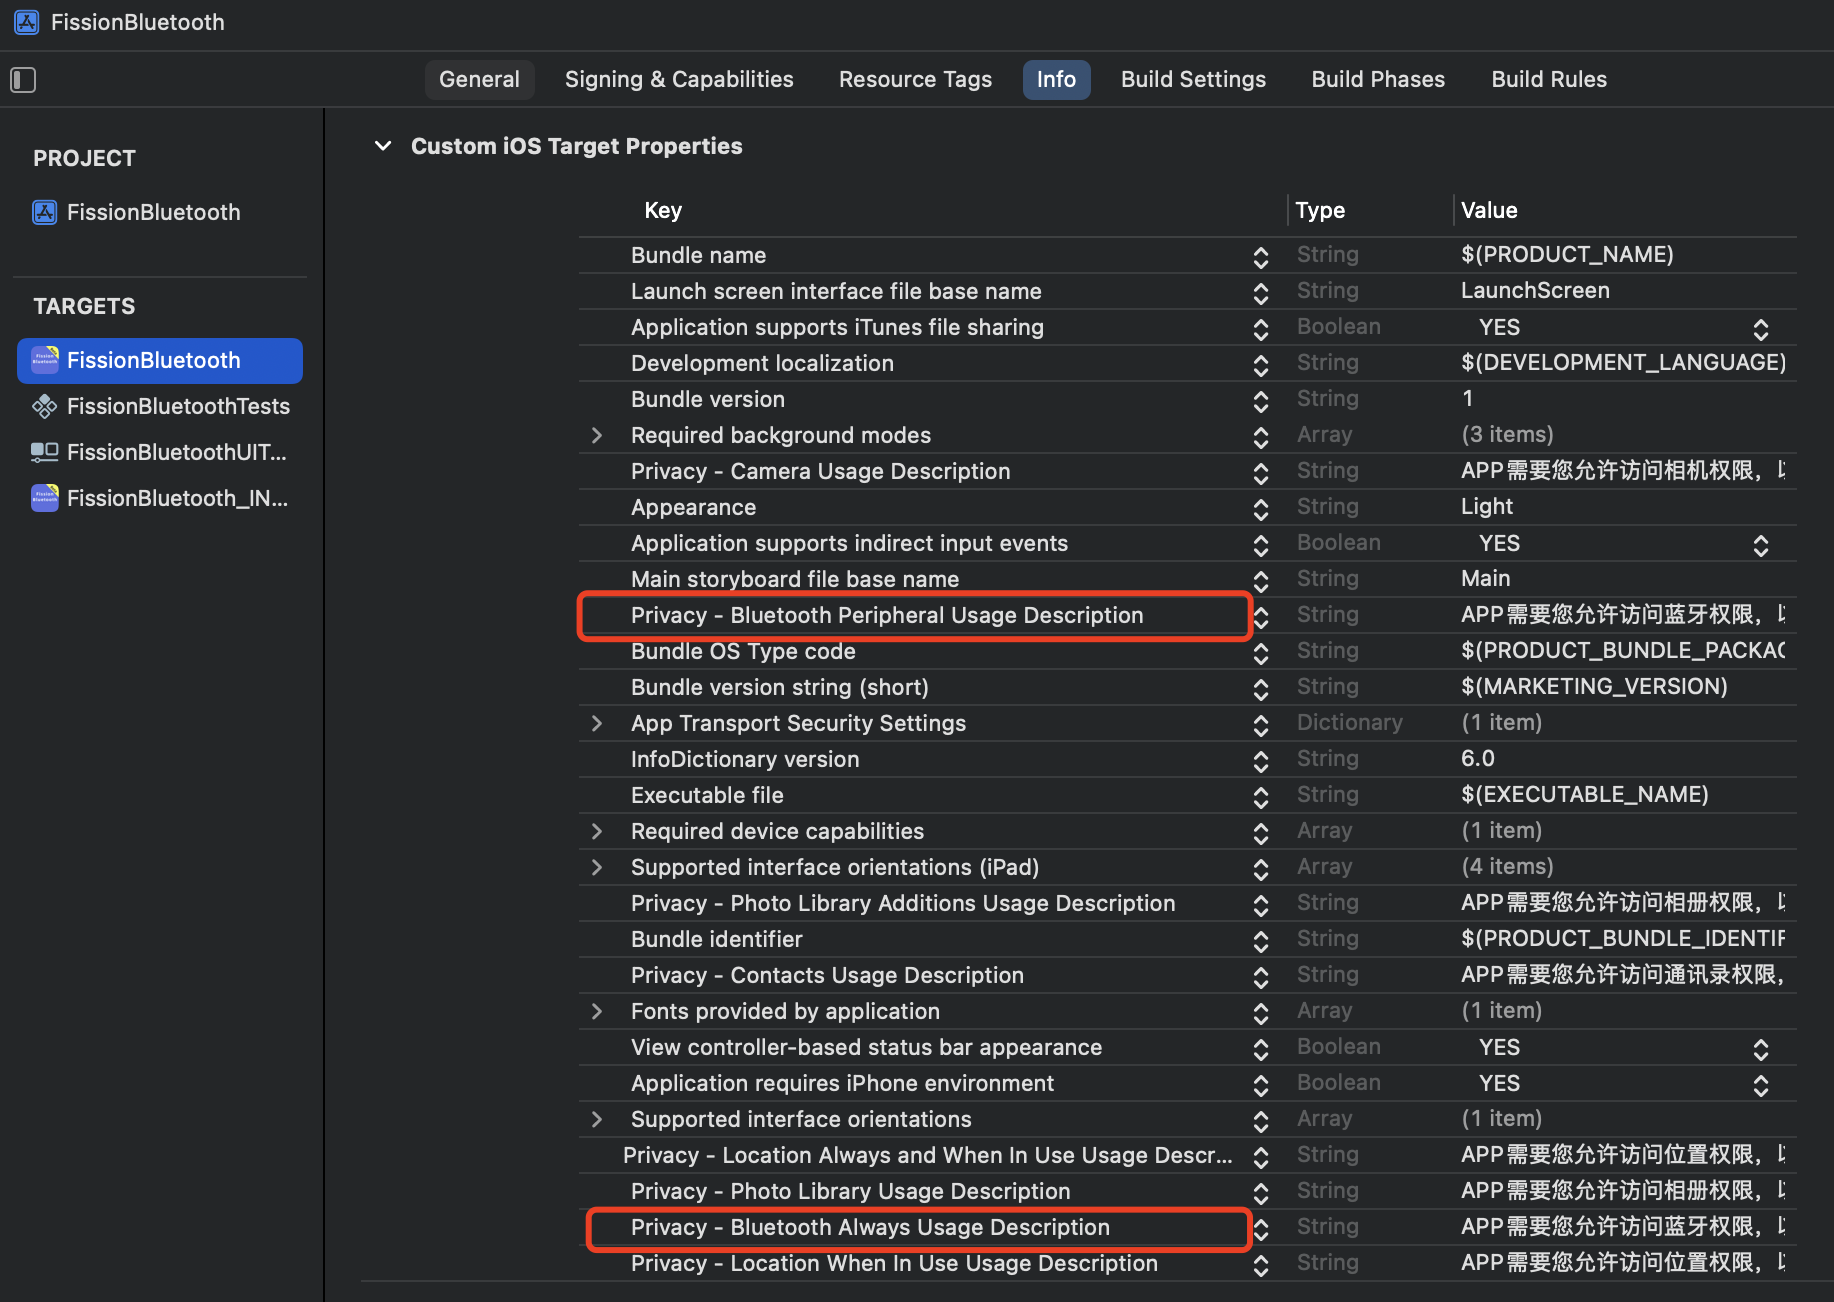 FissionBluetooth
General Signing & Capabilities Resource Tags Info Build Settings Build Phases Build Rules
PROJECT
FissionBluetooth
TARGETS
FissionBluetooth
FissionBluetoothTests
FissionBluetoothUIT...
FissionBluetooth_IN...
Custom iOS Target Properties
Key Type Value
Bundle name String $(PRODUCT_NAME)
Launch screen interface file base name String LaunchScreen
Application supports iTunes file sharing Boolean YES
Development localization String $(DEVELOPMENT_LANGUAGE)
Bundle version String 1
Required background modes Array (3 items)
Privacy - Camera Usage Description String APP需要您允许访问相机权限，
Appearance String Light
Application supports indirect input events Boolean YES
Main storyboard file base name String Main
Privacy - Bluetooth Peripheral Usage Description String APP需要您允许访问蓝牙权限，
Bundle OS Type code String $(PRODUCT_BUNDLE_PACKAG
Bundle version string (short) String $(MARKETING_VERSION)
App Transport Security Settings Dictionary (1 item)
InfoDictionary version String 6.0
Executable file String $(EXECUTABLE_NAME)
Required device capabilities Array (1 item)
Supported interface orientations (iPad) Array (4 items)
Privacy - Photo Library Additions Usage Description String APP需要您允许访问相册权限，
Bundle identifier String $(PRODUCT_BUNDLE_IDENTIF
Privacy - Contacts Usage Description String APP需要您允许访问通讯录权限，
Fonts provided by application Array (1 item)
View controller-based status bar appearance Boolean YES
Application requires iPhone environment Boolean YES
Supported interface orientations Array (1 item)
Privacy - Location Always and When In Use Usage Descr... String APP需要您允许访问位置权限，
Privacy - Photo Library Usage Description String APP需要您允许访问相册权限，
Privacy - Bluetooth Always Usage Description String APP需要您允许访问蓝牙权限，
Privacy - Location When In Use Usage Description String APP需要您允许访问位置权限，